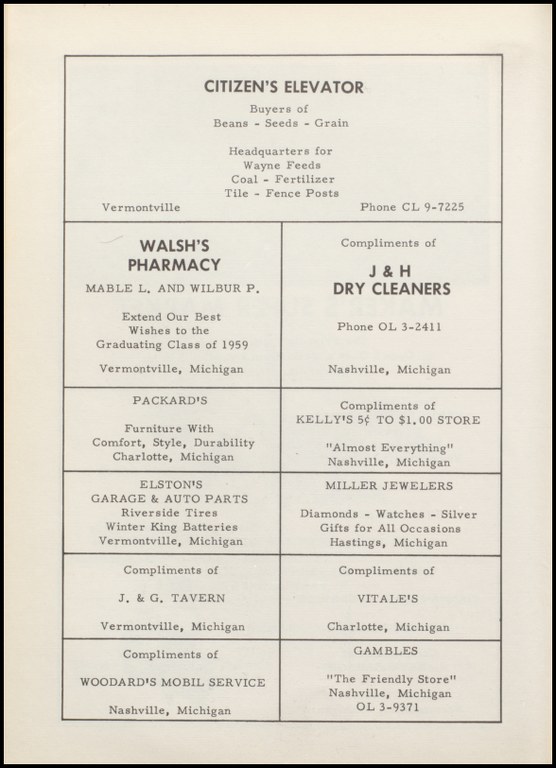 CITIZEN'S ELEVATOR
Buyers of
Beans - Seeds - Grain
Headquarters for
Wayne Feeds
Coal - Fertilizer
Tile - Fence Posts
Vermontville Phone CL 9-7225
WALSH'S
PHARMACY
MABLE L. AND WILBUR P.
Extend Our Best
Wishes to the
Graduating Class of 1959
Vermontville, Michigan
Compliments of
J & H
DRY CLEANERS
Phone OL 3-2411
Nashville, Michigan
PACKARD'S
Furniture With
Comfort, Style, Durability
Charlotte, Michigan
Compliments of
KELLY'S 5¢ TO $1.00 STORE
"Almost Everything"
Nashville, Michigan
ELSTON'S
GARAGE & AUTO PARTS
Riverside Tires
Winter King Batteries
Vermontville, Michigan
MILLER JEWELERS
Diamonds - Watches - Silver
Gifts for All Occasions
Hastings, Michigan
Compliments of
J. & G. TAVERN
Vermontville, Michigan
Compliments of
VITALE'S
Charlotte, Michigan
Compliments of
WOODARD'S MOBIL SERVICE
Nashville, Michigan
GAMBLES
"The Friendly Store"
Nashville, Michigan
OL 3-9371